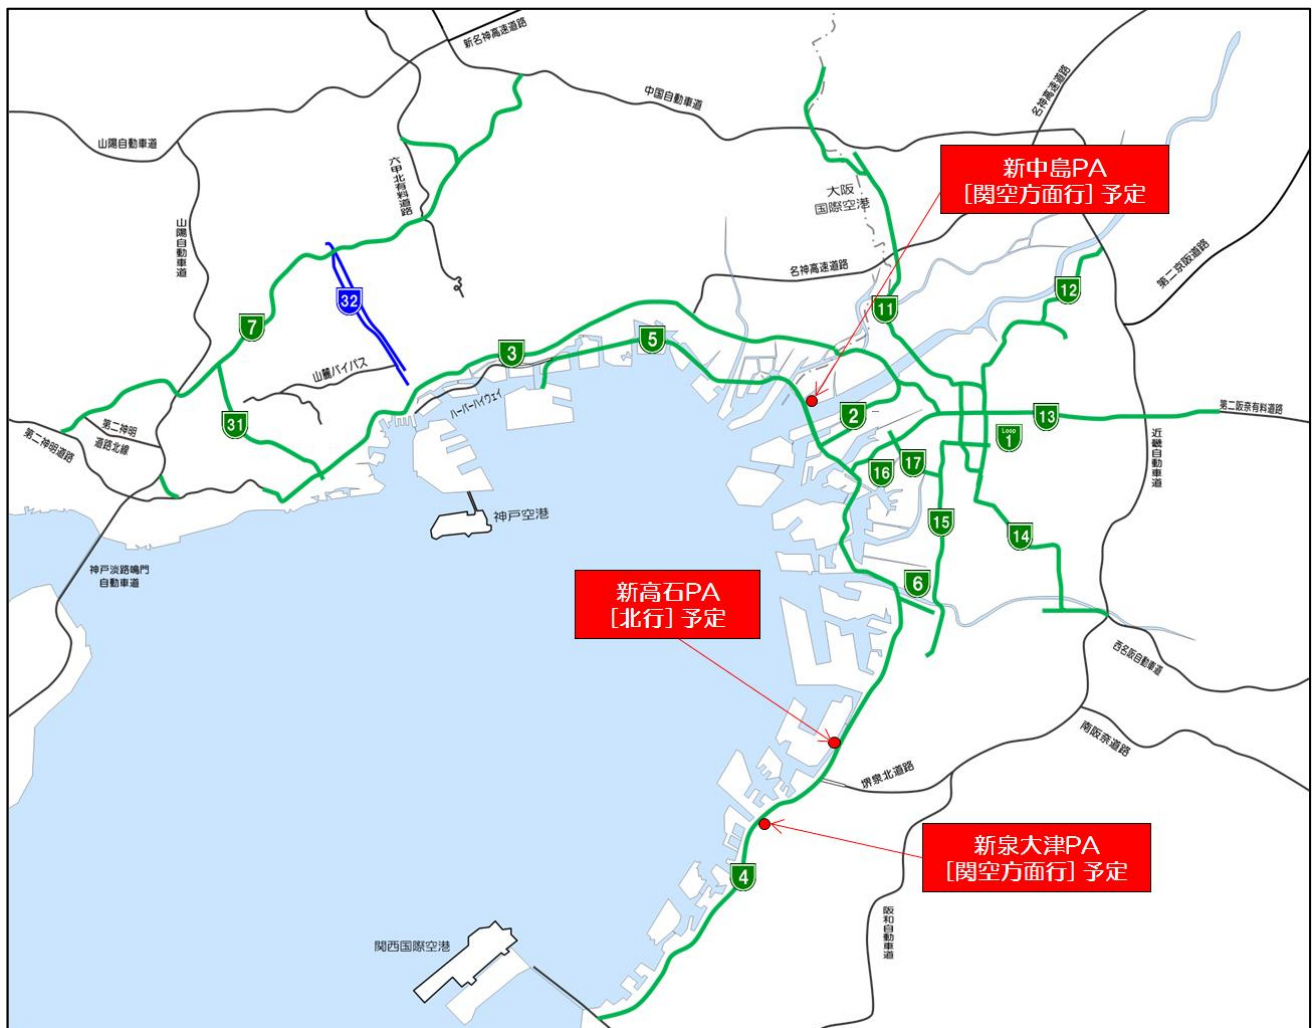 新名神高速道路
中国自動車道
名神高速道路
山陽自動車道
六甲北有料道路
山陽自動車道
新中島PA
[関空方面行] 予定
大阪
国際空港
名神高速道路
第二京阪道路
32
7
11
12
3
5
山麓バイパス
ハーバーハイウェイ
2
第二阪奈有料道路
13
31
第二神明
道路北線
第二神明道路
Loop
1
近畿自動車道
16
17
15
14
神戸空港
神戸淡路鳴門
自動車道
6
新高石PA
[北行] 予定
西名阪自動車道
南阪奈道路
堺泉北道路
新泉大津PA
[関空方面行] 予定
4
阪和自動車道
関西国際空港